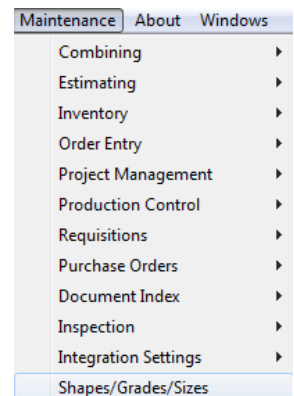 Maintenance About Windows
Combining
Estimating
Inventory
Order Entry
Project Management
Production Control
Requisitions
Purchase Orders
Document Index
Inspection
Integration Settings
Shapes/Grades/Sizes